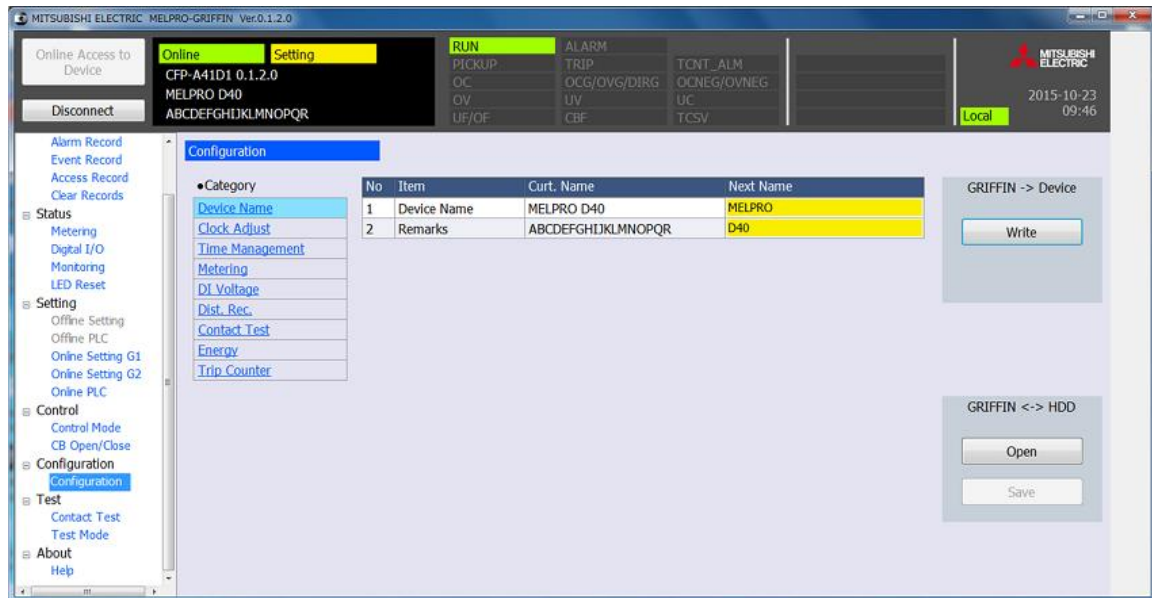 MITSUBISHI ELECTRIC MELPRO-GRIFFIN Ver.0.1.2.0
Online Access to
Device
Disconnect
Online Setting
CFP-A41D1 0.1.2.0
MELPRO D40
ABCDEFGHIJKLMNOPQR
RUN ALARM
PICKUP TRIP TCNT_ALM
OC OCG/OVG/DIRG OCNEG/OVNEG
OV UV UC
UF/OF CBF TCSV
MITSUBISHI
ELECTRIC
2015-10-23
Local 09:46
Alarm Record
Event Record
Access Record
Clear Records
Status
Metering
Digital I/O
Monitoring
LED Reset
Setting
Offline Setting
Offline PLC
Online Setting G1
Online Setting G2
Online PLC
Control
Control Mode
CB Open/Close
Configuration
Configuration
Test
Contact Test
Test Mode
About
Help
Configuration
●Category
Device Name
Clock Adjust
Time Management
Metering
DI Voltage
Dist. Rec.
Contact Test
Energy
Trip Counter
No Item Curt. Name Next Name
1 Device Name MELPRO D40 MELPRO
2 Remarks ABCDEFGHIJKLMNOPQR D40
GRIFFIN -> Device
Write
GRIFFIN <-> HDD
Open
Save